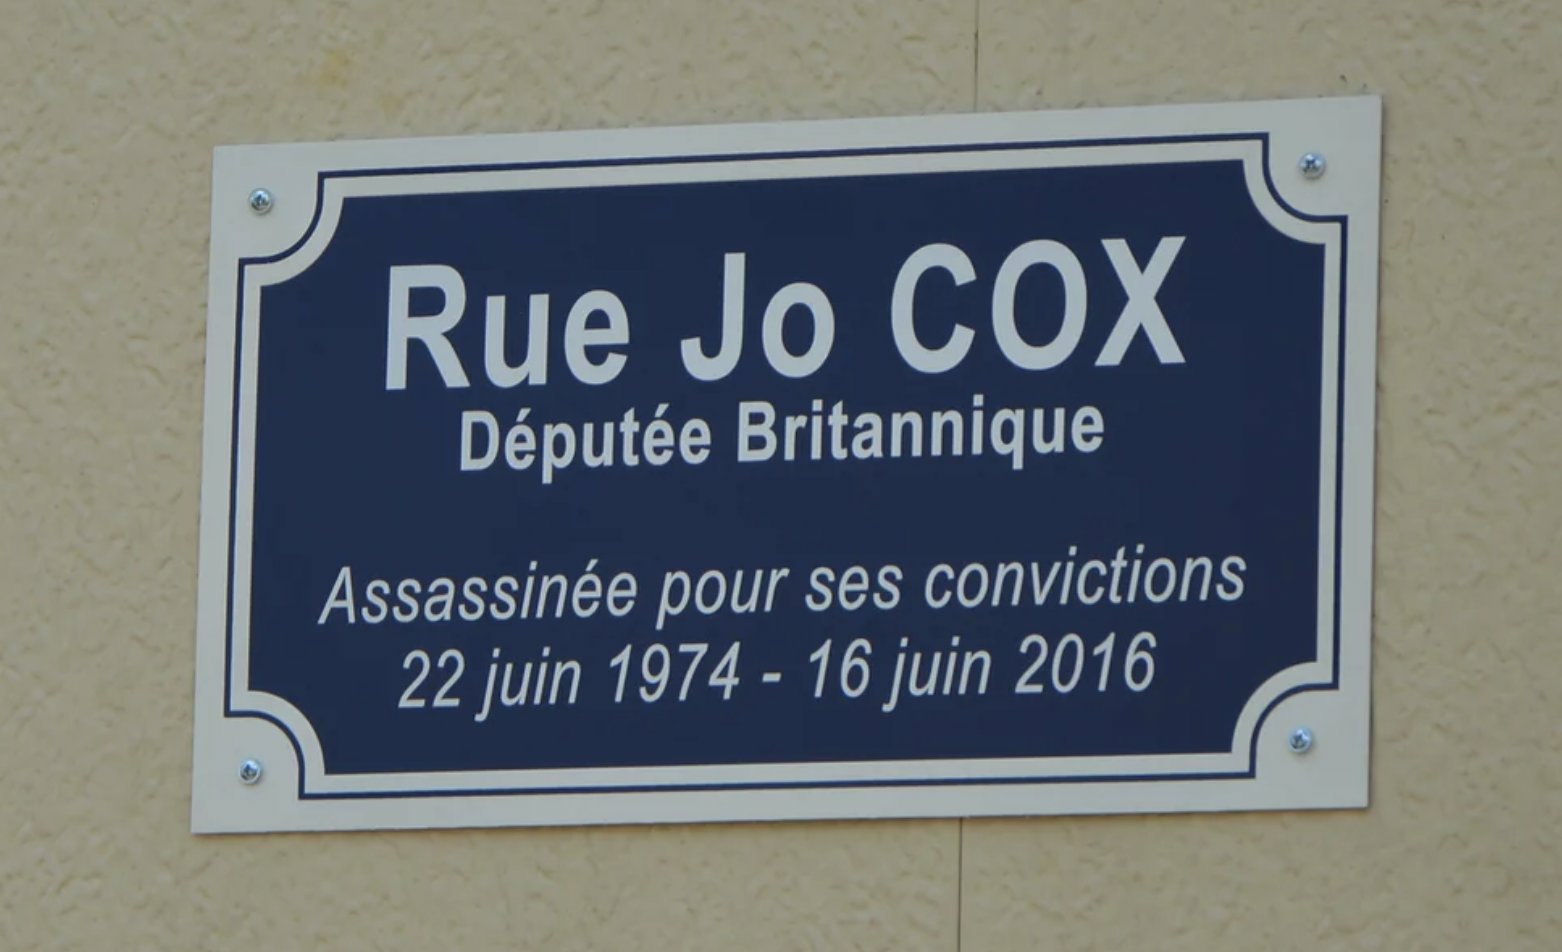 Rue Jo COX
Députée Britannique
Assassinée pour ses convictions
22 juin 1974 - 16 juin 2016